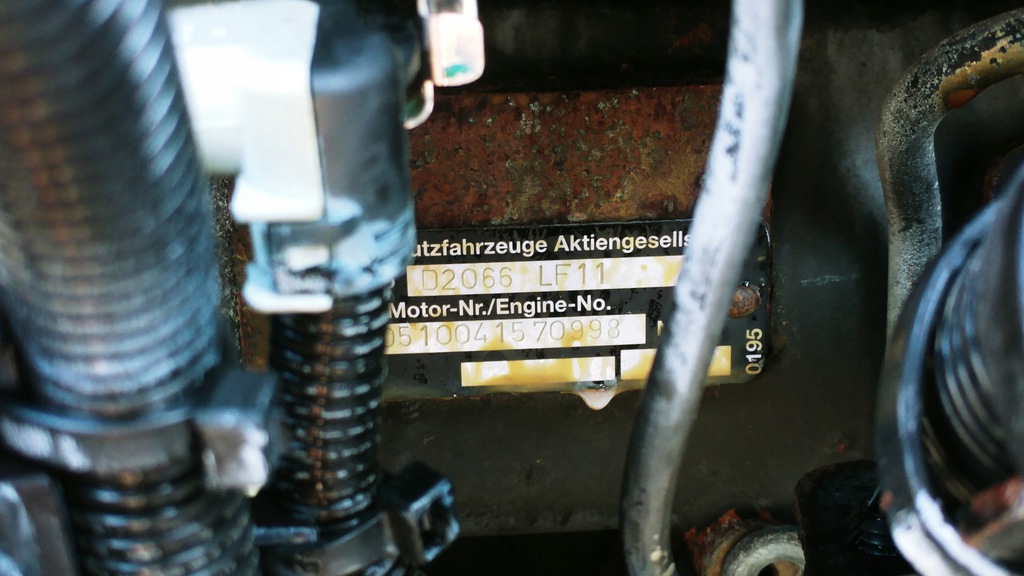 utzfahrzeuge Aktiengesells
D2066 LF11
Motor-Nr./Engine-No.
0510041570998
0195